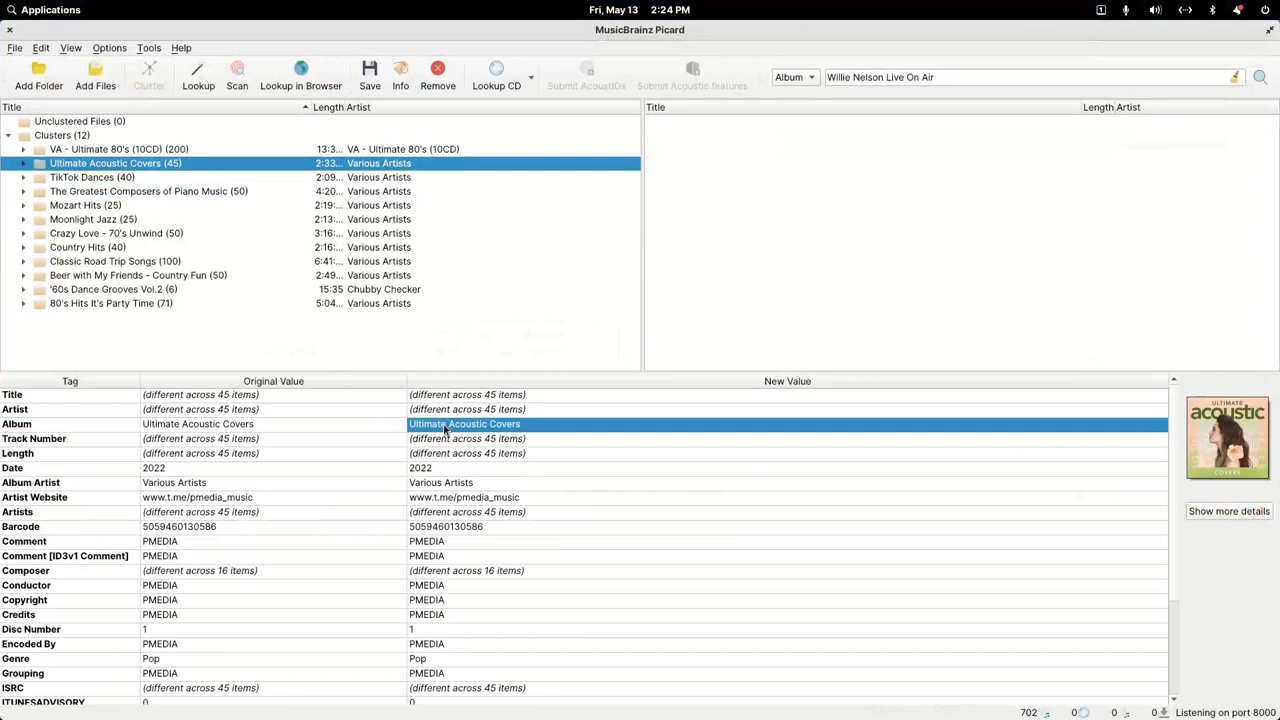 Applications
Fri, May 13 2:24 PM
1
MusicBrainz Picard
File Edit View Options Tools Help
Add Folder Add Files Cluster Lookup Scan Lookup in Browser Save Info Remove Lookup CD Submit AcoustIDs Submit Acoustic features Album Willie Nelson Live On Air
Title Length Artist Title Length Artist
Unclustered Files (0)
Clusters (12)
VA - Ultimate 80's (10CD) (200) 13:3... VA - Ultimate 80's (10CD)
Ultimate Acoustic Covers (45) 2:33... Various Artists
TikTok Dances (40) 2:09... Various Artists
The Greatest Composers of Piano Music (50) 4:20... Various Artists
Mozart Hits (25) 2:19:... Various Artists
Moonlight Jazz (25) 2:13:... Various Artists
Crazy Love - 70's Unwind (50) 3:16:... Various Artists
Country Hits (40) 2:16:... Various Artists
Classic Road Trip Songs (100) 6:41:... Various Artists
Beer with My Friends - Country Fun (50) 2:49... Various Artists
'60s Dance Grooves Vol.2 (6) 15:35 Chubby Checker
80's Hits It's Party Time (71) 5:04... Various Artists
Tag Original Value New Value
Title (different across 45 items) (different across 45 items)
Artist (different across 45 items) (different across 45 items)
Album Ultimate Acoustic Covers Ultimate Acoustic Covers
Track Number (different across 45 items) (different across 45 items)
Length (different across 45 items) (different across 45 items)
Date 2022 2022
Album Artist Various Artists Various Artists
Artist Website www.t.me/pmedia_music www.t.me/pmedia_music
Artists (different across 45 items) (different across 45 items)
Barcode 5059460130586 5059460130586
Comment PMEDIA PMEDIA
Comment [ID3v1 Comment] PMEDIA PMEDIA
Composer (different across 16 items) (different across 16 items)
Conductor PMEDIA PMEDIA
Copyright PMEDIA PMEDIA
Credits PMEDIA PMEDIA
Disc Number 1 1
Encoded By PMEDIA PMEDIA
Genre Pop Pop
Grouping PMEDIA PMEDIA
ISRC (different across 45 items) (different across 45 items)
ITUNESADVISORY 0 0
ULTIMATE
acoustic
COVERS
Show more details
702 0 0 0 Listening on port 8000